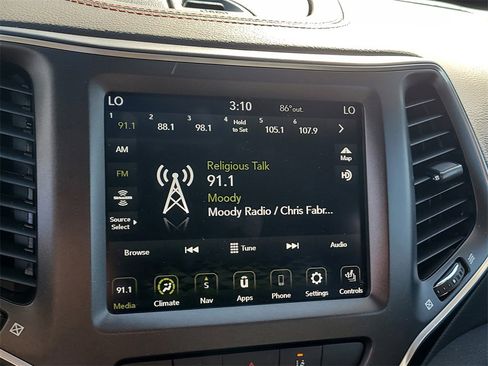 LO 3:10 86°out. LO
1 91.1 2 88.1 3 98.1 4 Hold to Set 5 105.1 6 107.9
AM
FM
Source Select
Religious Talk
91.1
Moody
Moody Radio / Chris Fabr...
Map
HD
Browse Tune Audio
91.1 S
Media Climate Nav Apps Phone Settings Controls